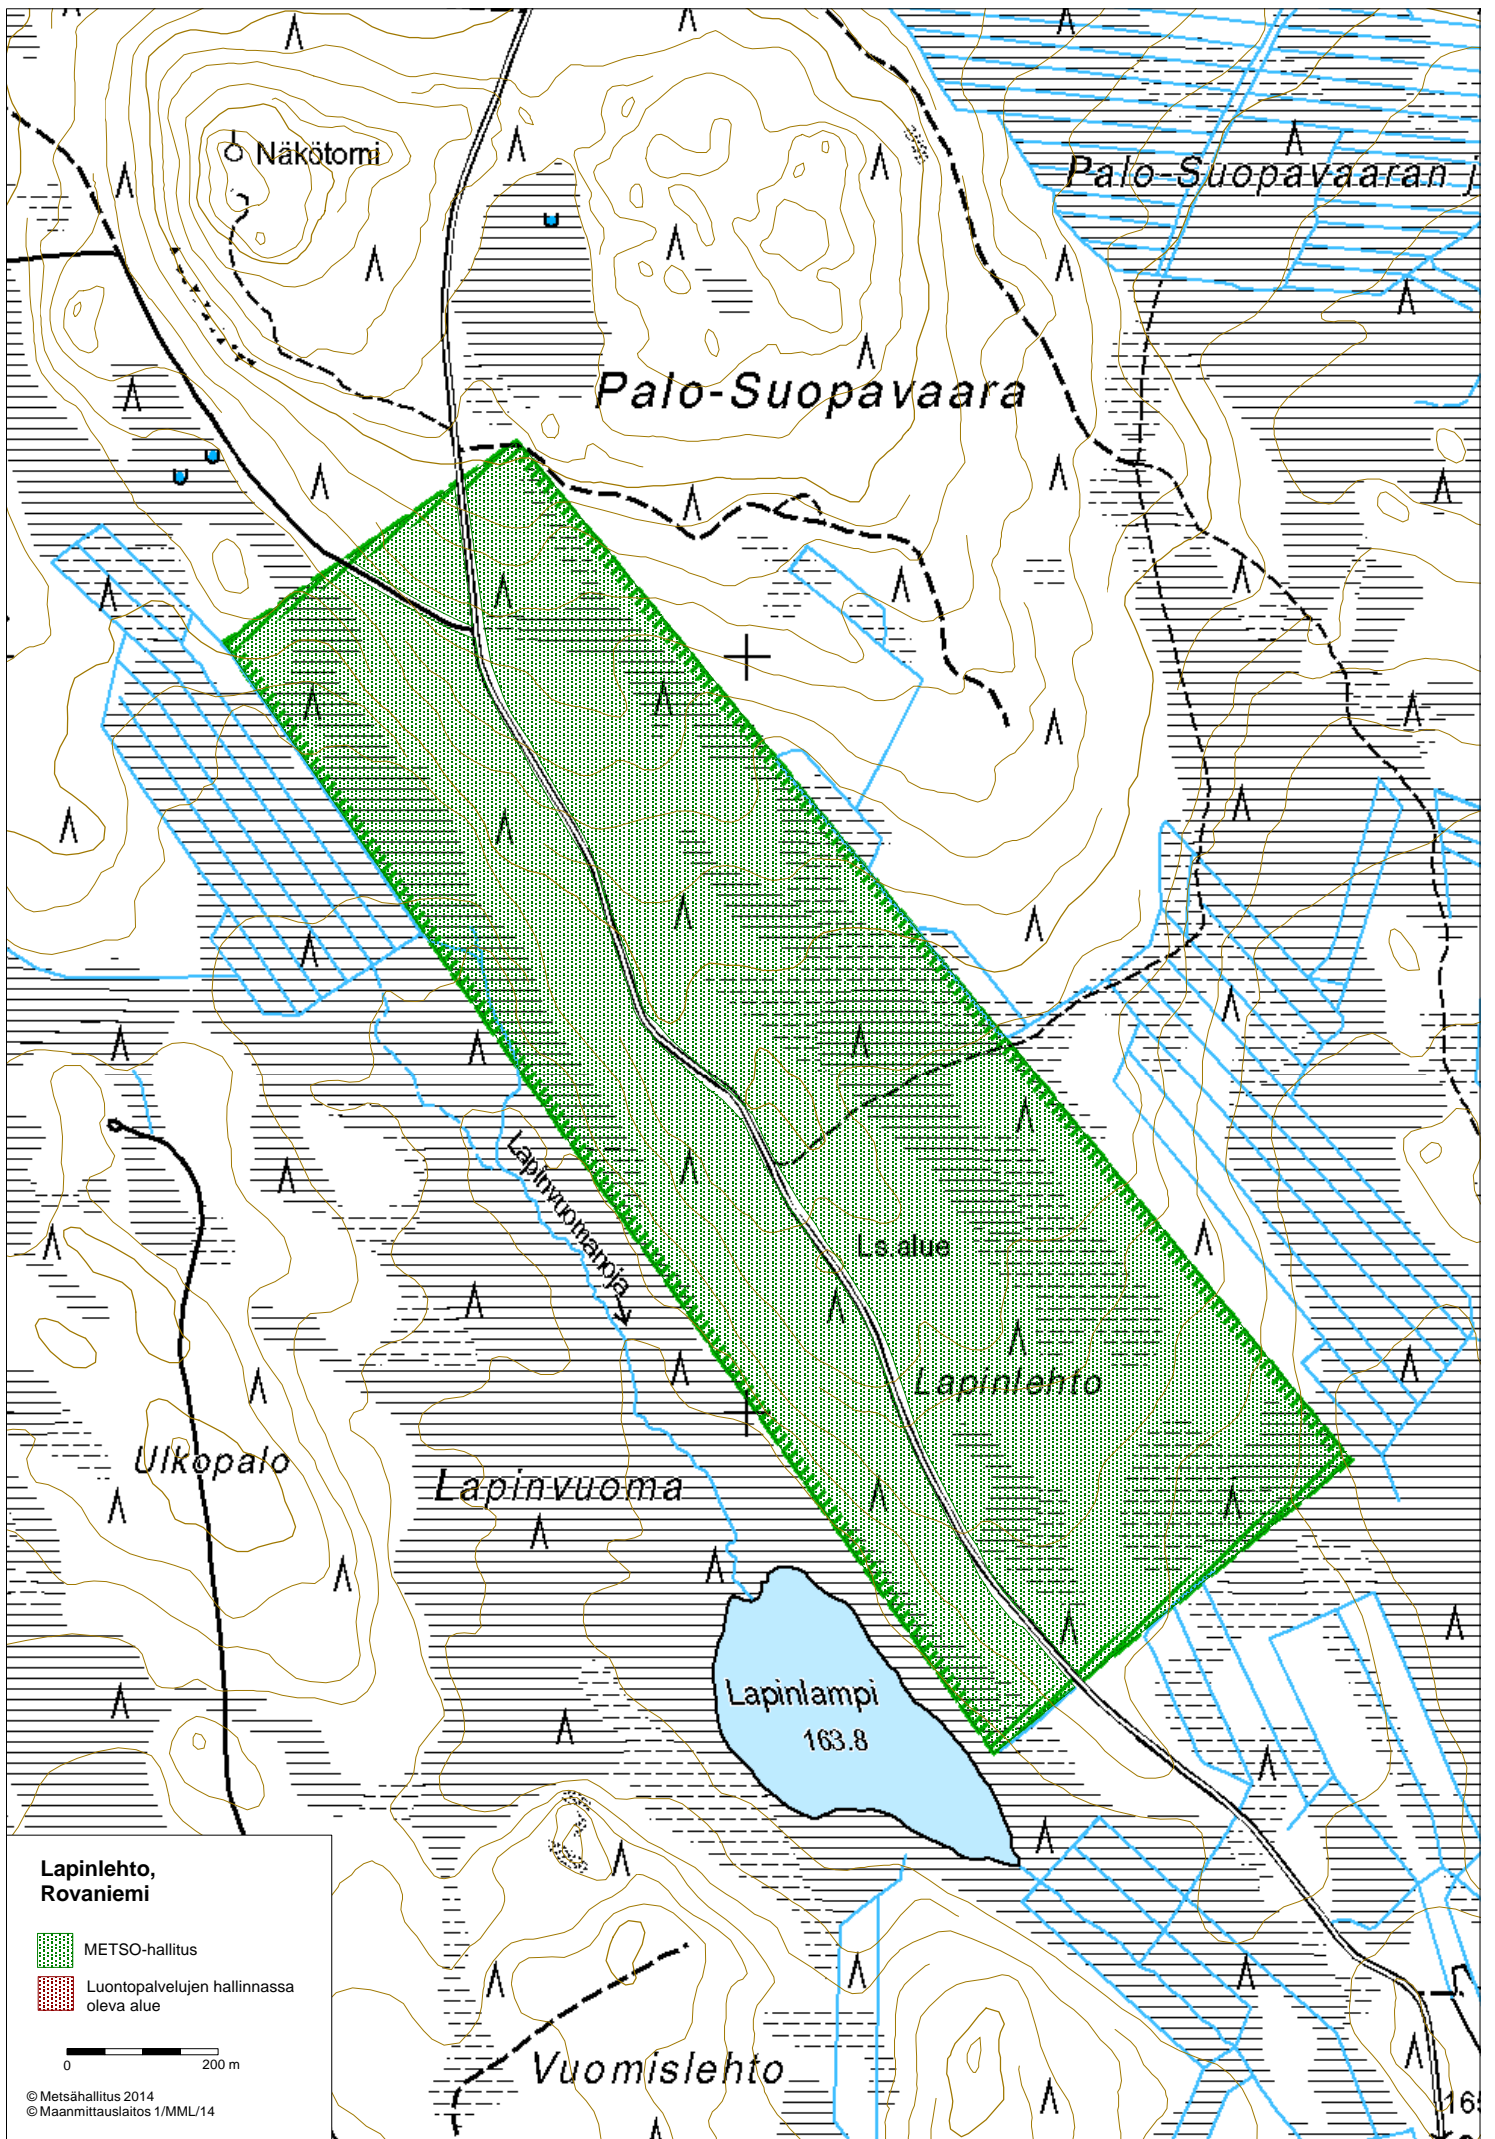 Näkötorni
Palo-Suopavaaran j
Palo-Suopavaara
Lapinvuomanoja
Ls.alue
Lapinlehto
Ulkopalo
Lapinvuoma
Lapinlampi
163.8
Lapinlehto,
Rovaniemi
METSO-hallitus
Luontopalvelujen hallinnassa
oleva alue
0 200 m
© Metsähallitus 2014
© Maanmittauslaitos 1/MML/14
Vuomislehto